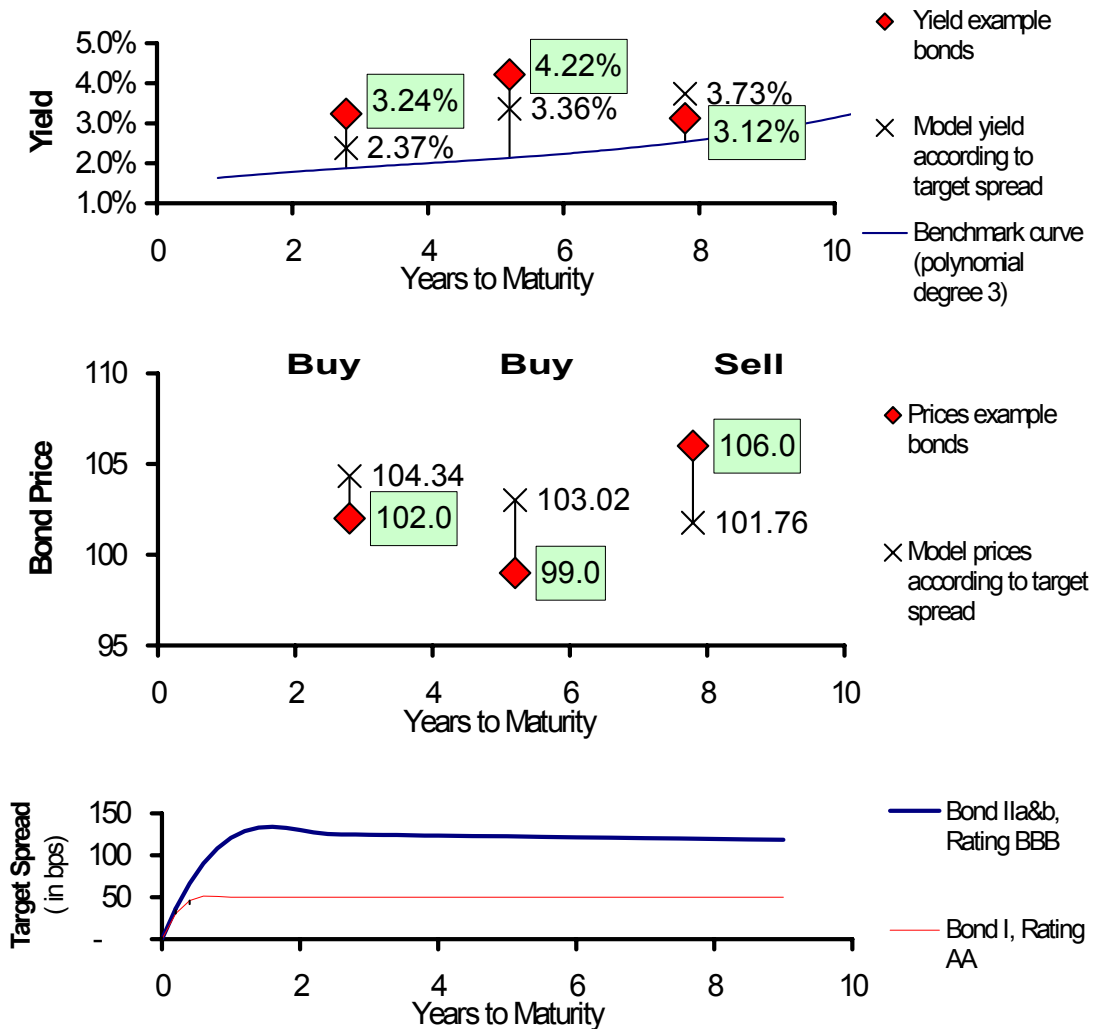 Yield example
bonds
5.0%
4.22%
4.0%
3.24%
3.73%
3.36%
3.0%
Model yield
according to
target spread
3.12%
2.37%
2.0%
1.0%
Yield
Benchmark curve
(polynomial
degree 3)
0
2
4
6
8
10
Years to Maturity
Buy
Buy
Sell
110
Prices example
bonds
106.0
105
104.34
103.02
102.0
101.76
100
99.0
95
Bond Price
Model prices
according to target
spread
0
2
4
6
8
10
Years to Maturity
150
100
50
-
Target Spread
( in bps)
Bond IIa&b,
Rating BBB
Bond I, Rating
AA
0
2
4
6
8
10
Years to Maturity